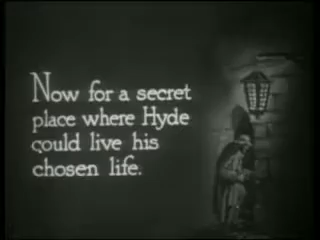 Now for a secret
place where Hyde
could live his
chosen life.